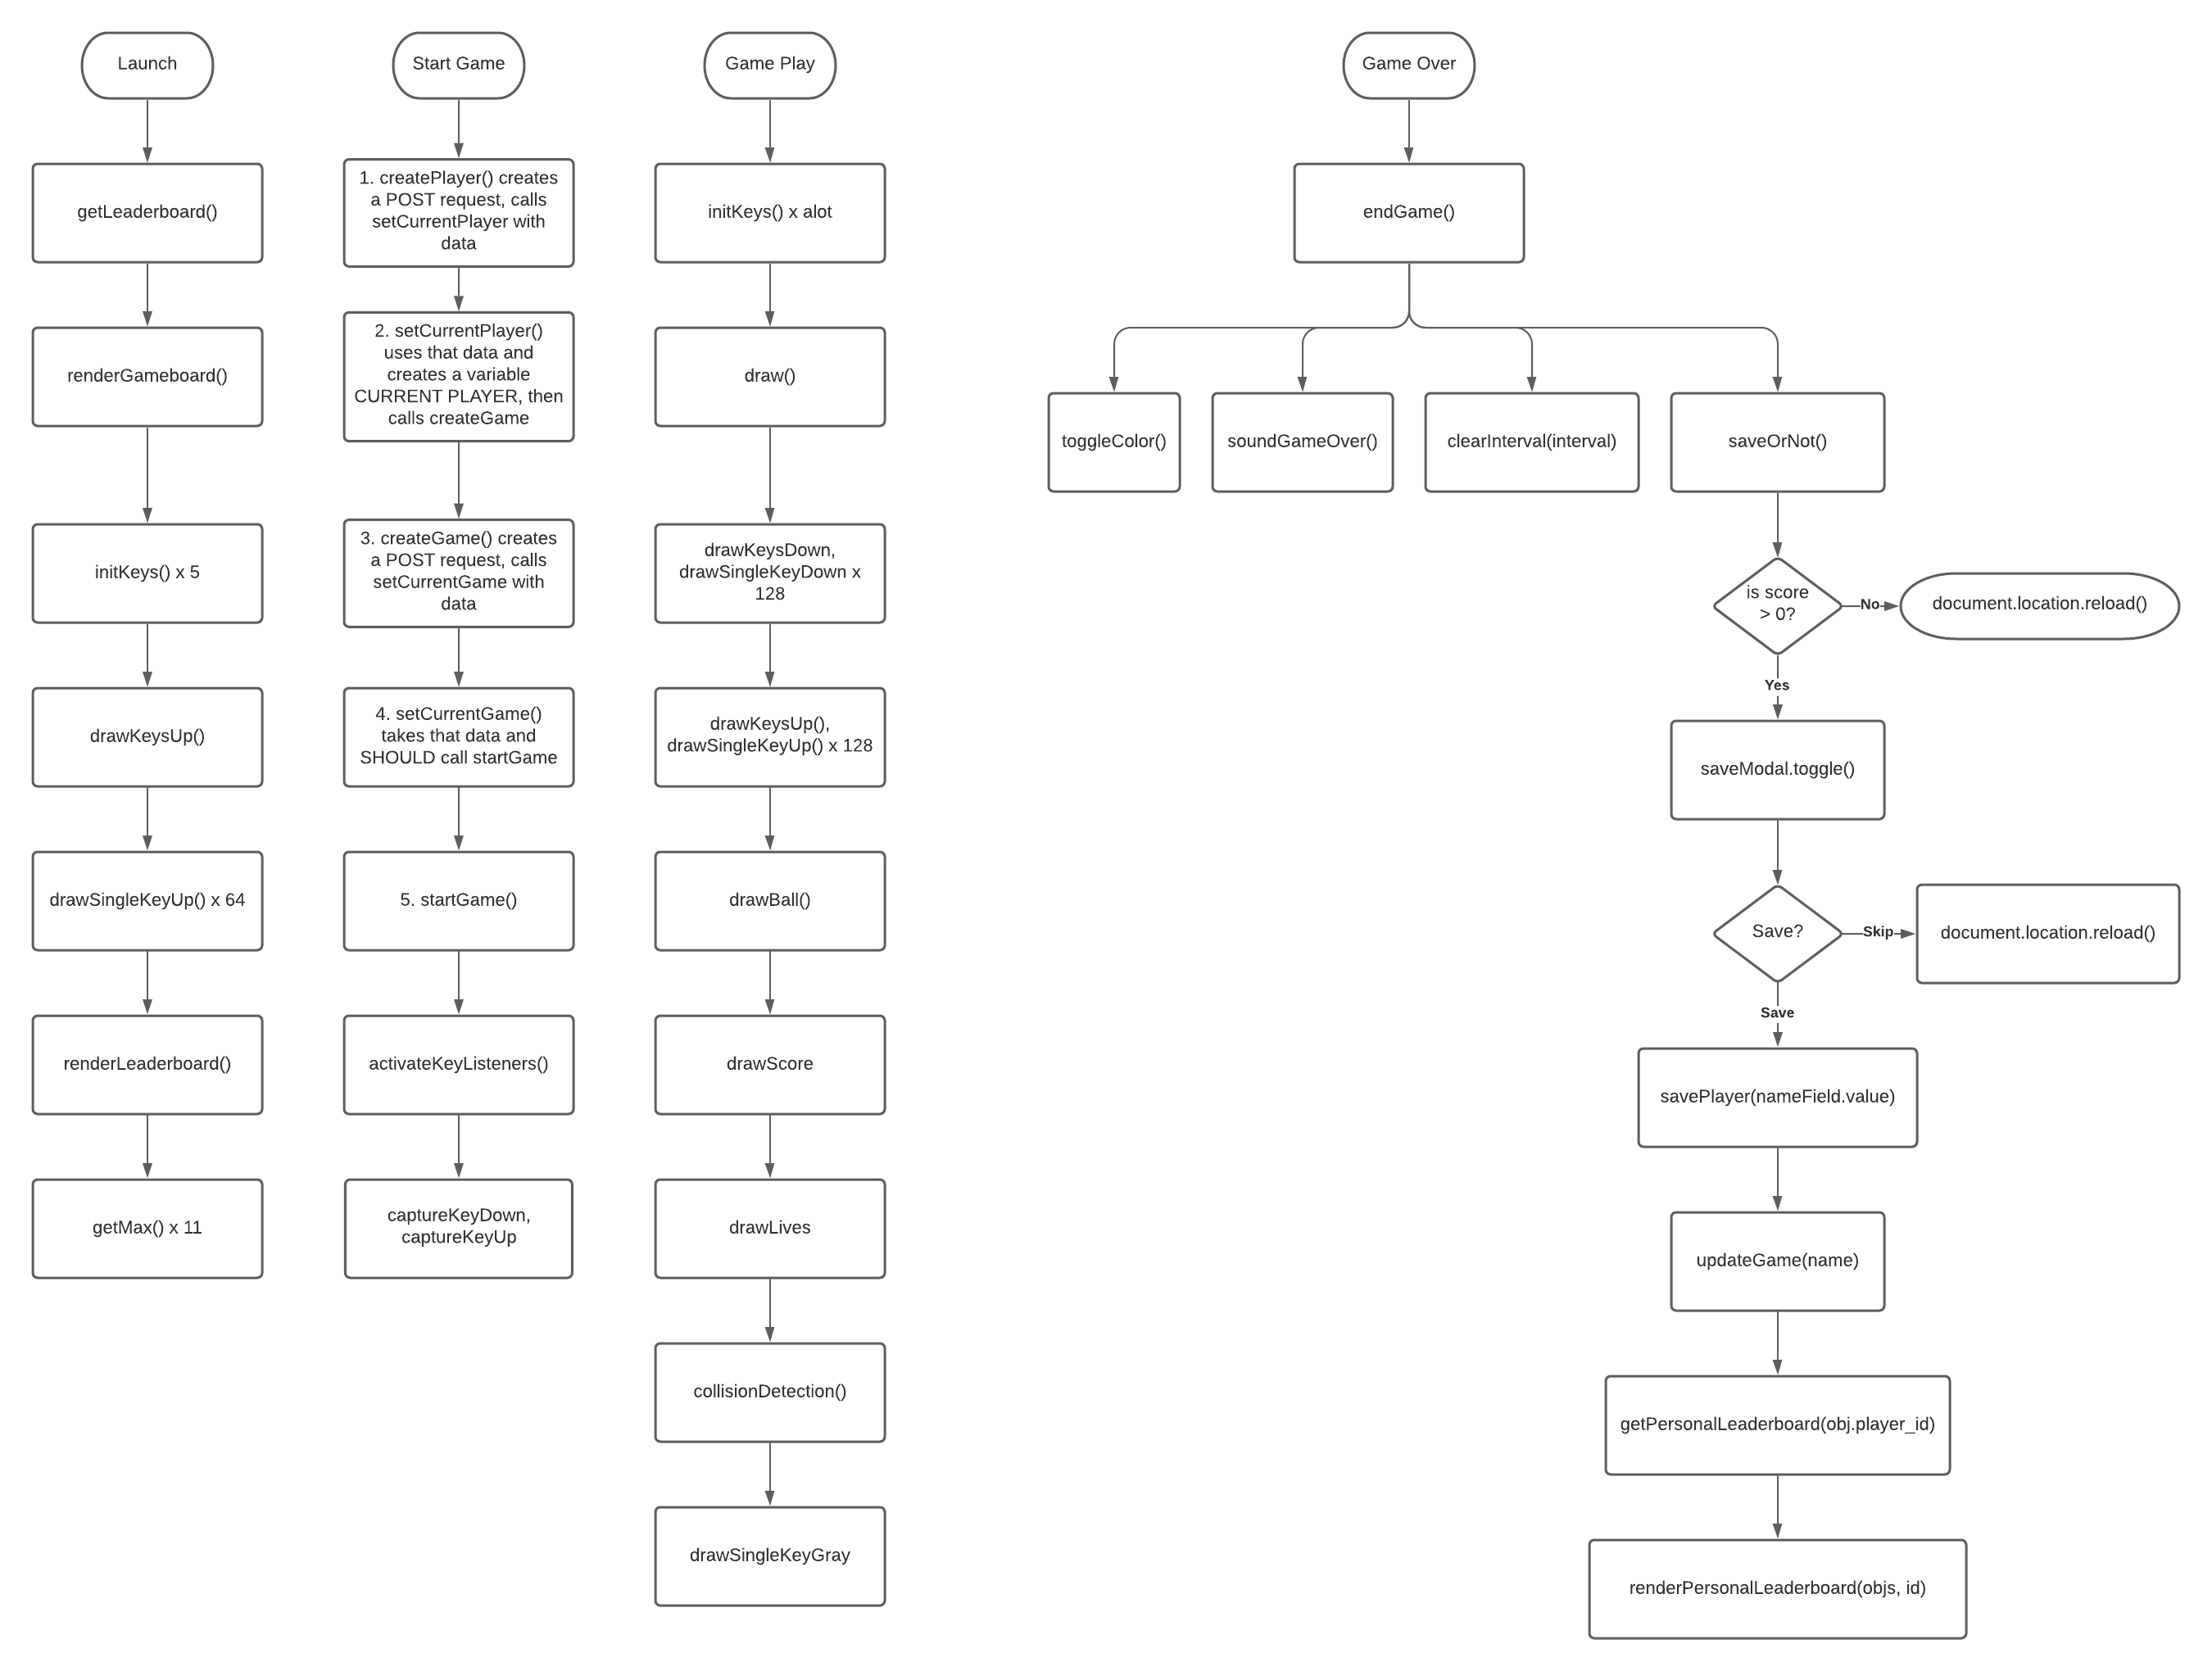 Launch
getLeaderboard()
renderGameboard()
initKeys() x 5
drawKeysUp()
drawSingleKeyUp() x 64
renderLeaderboard()
getMax() x 11
Start Game
1. createPlayer() creates
a POST request, calls
setCurrentPlayer with
data
2. setCurrentPlayer()
uses that data and
creates a variable
CURRENT PLAYER, then
calls createGame
3. createGame() creates
a POST request, calls
setCurrentGame with
data
4. setCurrentGame()
takes that data and
SHOULD call startGame
5. startGame()
activateKeyListeners()
captureKeyDown,
captureKeyUp
Game Play
initKeys() x alot
draw()
drawKeysDown,
drawSingleKeyDown x
128
drawKeysUp(),
drawSingleKeyUp() x 128
drawBall()
drawScore
drawLives
collisionDetection()
drawSingleKeyGray
Game Over
endGame()
toggleColor()
soundGameOver()
clearInterval(interval)
saveOrNot()
is score
> 0?
No
document.location.reload()
Yes
saveModal.toggle()
Save?
Skip
document.location.reload()
Save
savePlayer(nameField.value)
updateGame(name)
getPersonalLeaderboard(obj.player_id)
renderPersonalLeaderboard(objs, id)